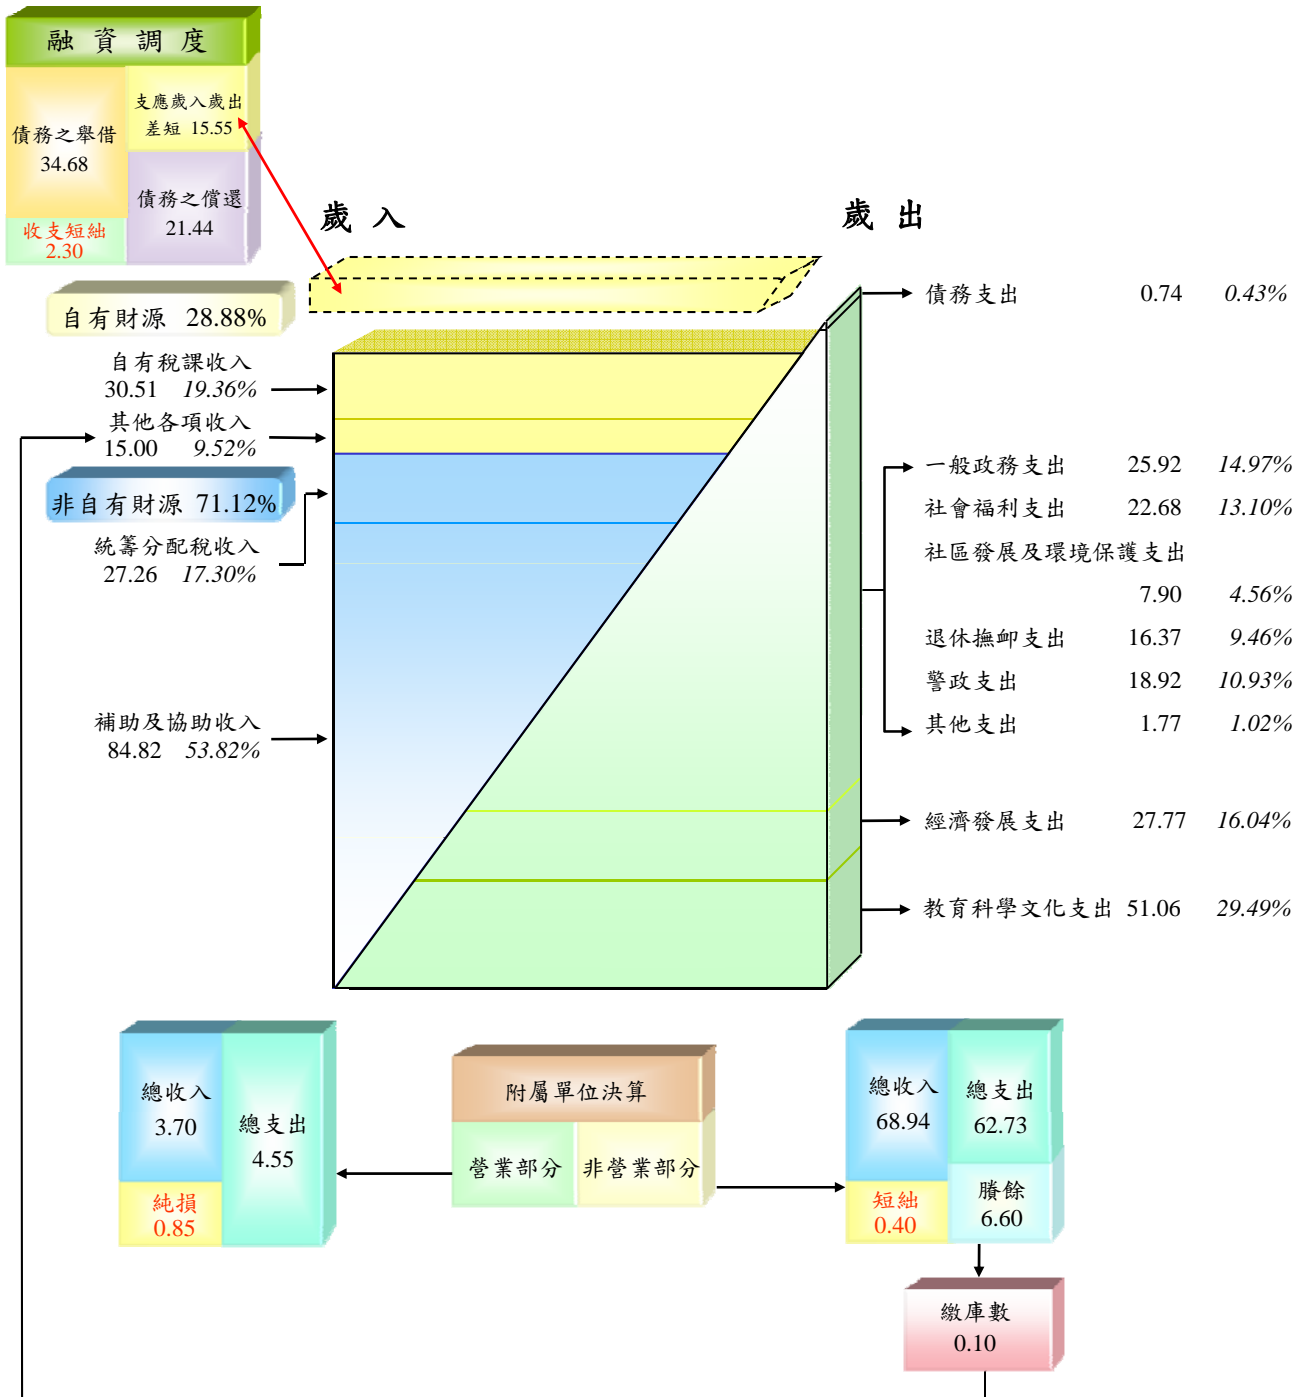 融資調度
支應歲入歲出
差短 15.55
債務之舉借
34.68
債務之償還
21.44
收支短絀
2.30
歲入
歲出
自有財源 28.88%
自有稅課收入
30.51 19.36%
其他各項收入
15.00 9.52%
非自有財源 71.12%
統籌分配稅收入
27.26 17.30%
補助及協助收入
84.82 53.82%
債務支出 0.74 0.43%
一般政務支出 25.92 14.97%
社會福利支出 22.68 13.10%
社區發展及環境保護支出
7.90 4.56%
退休撫卹支出 16.37 9.46%
警政支出 18.92 10.93%
其他支出 1.77 1.02%
經濟發展支出 27.77 16.04%
教育科學文化支出 51.06 29.49%
總收入
3.70
純損
0.85
總支出
4.55
附屬單位決算
營業部分
非營業部分
總收入
68.94
短絀
0.40
總支出
62.73
賸餘
6.60
繳庫數
0.10